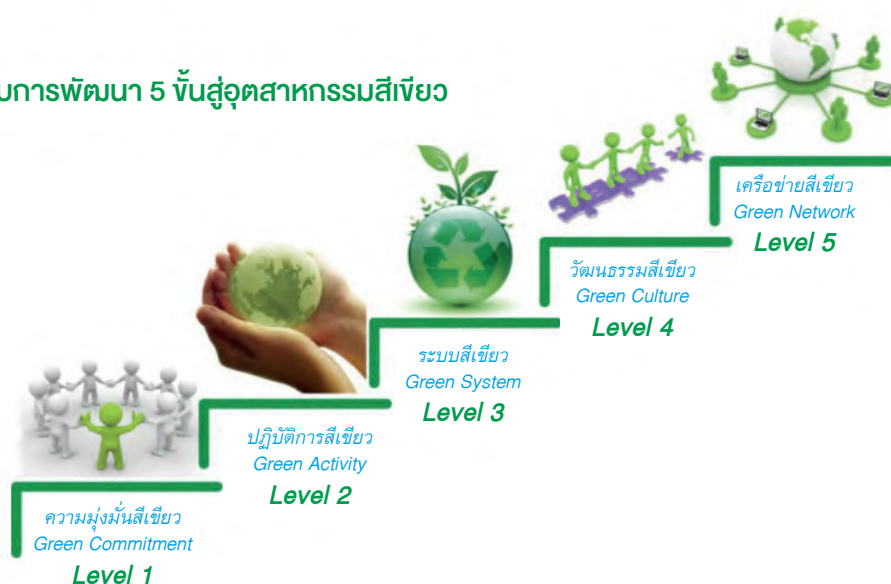 บการพัฒนา 5 ขั้นสู่อุตสาหกรรมสีเขียว
เครือข่ายสีเขียว
Green Network
Level 5
วัฒนธรรมสีเขียว
Green Culture
Level 4
ระบบสีเขียว
Green System
Level 3
ปฏิบัติการสีเขียว
Green Activity
Level 2
ความมุ่งมั่นสีเขียว
Green Commitment
Level 1